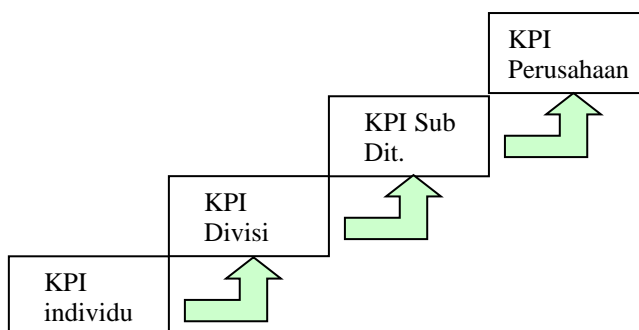 KPI
Perusahaan
KPI Sub
Dit.
KPI
Divisi
KPI
individu